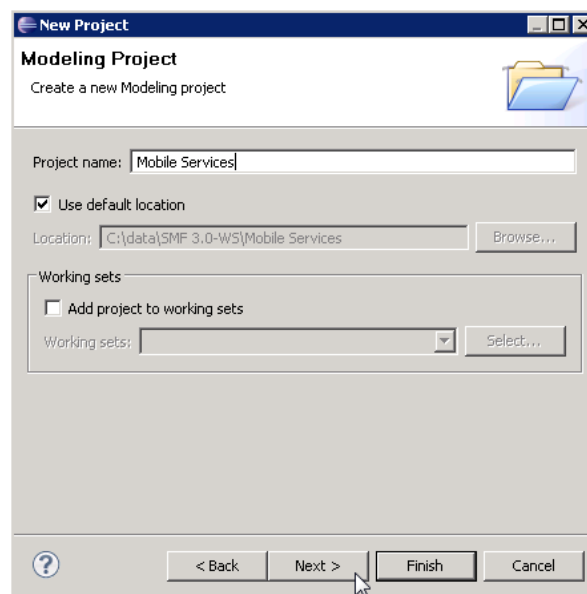 New Project
Modeling Project
Create a new Modeling project
Project name: Mobile Services
Use default location
Location: C:\data\SMF 3.0-WS\Mobile Services Browse...
Working sets
Add project to working sets
Working sets: Select...
? < Back Next > Finish Cancel